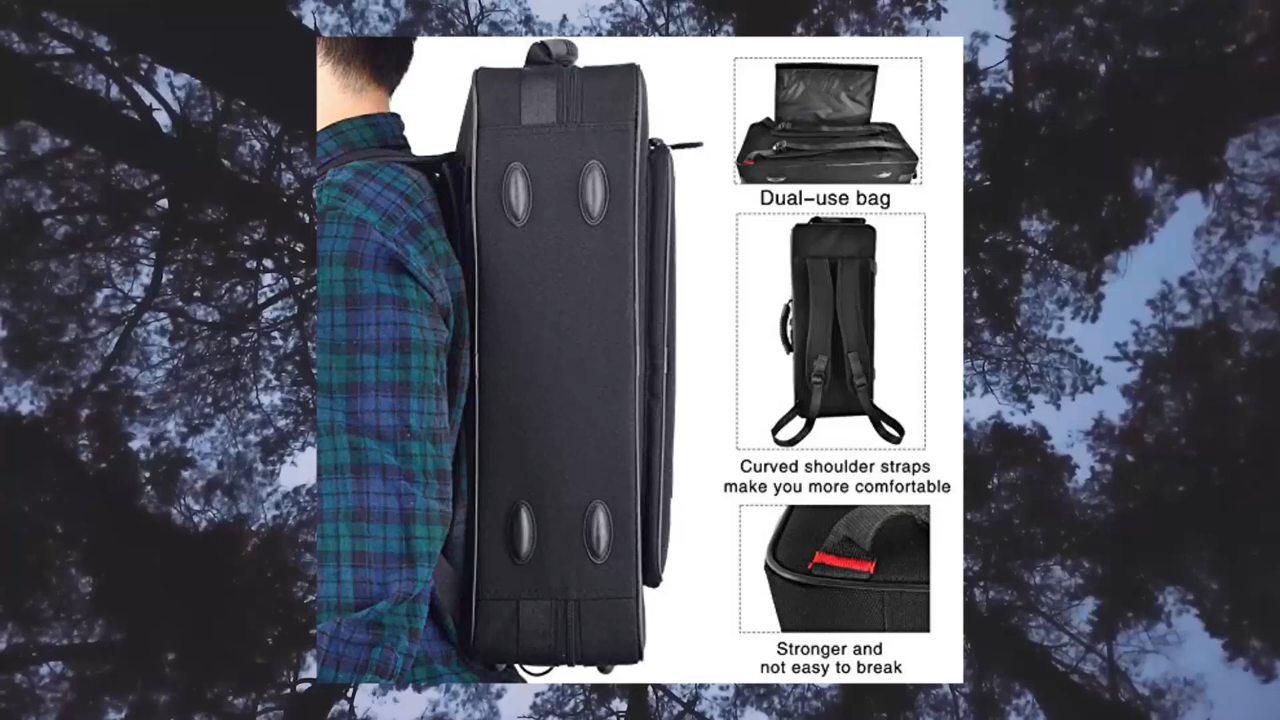 Dual-use bag
Curved shoulder straps
make you more comfortable
Stronger and
not easy to break